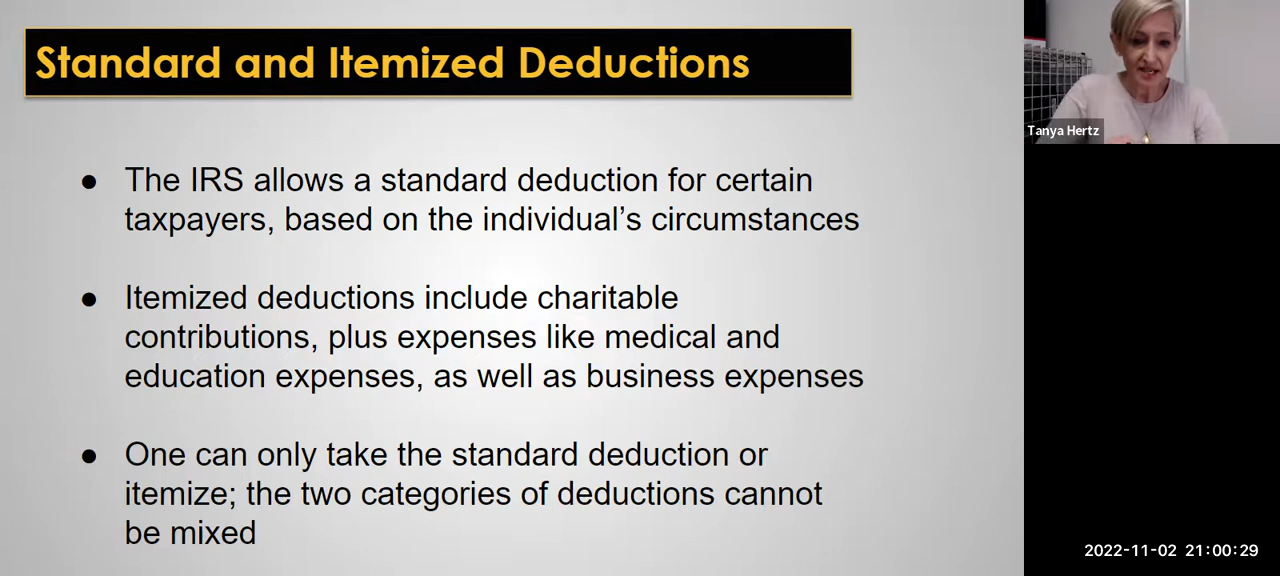 Standard and Itemized Deductions
● The IRS allows a standard deduction for certain
taxpayers, based on the individual’s circumstances
● Itemized deductions include charitable
contributions, plus expenses like medical and
education expenses, as well as business expenses
● One can only take the standard deduction or
itemize; the two categories of deductions cannot
be mixed
Tanya Hertz
2022-11-02 21:00:29